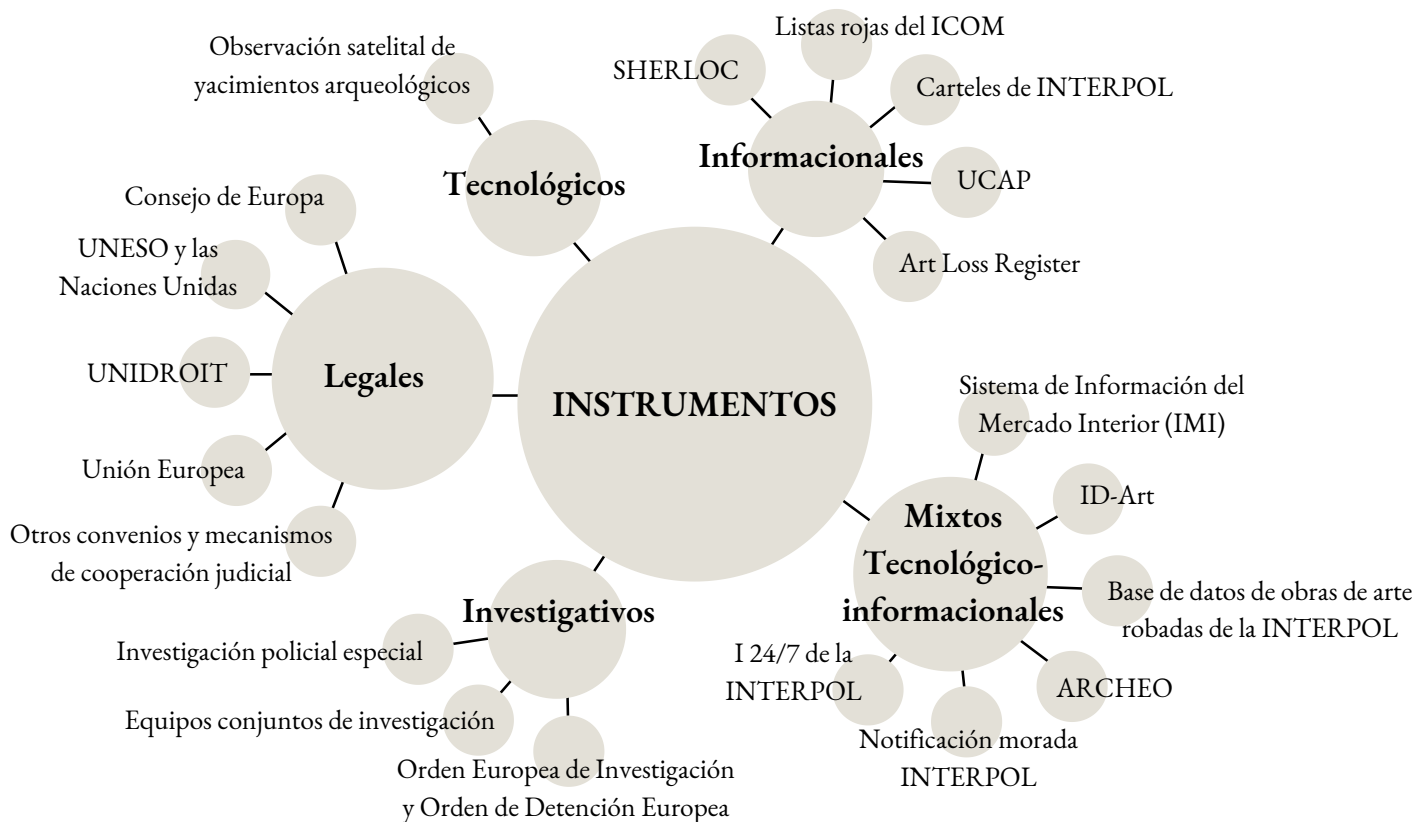 INSTRUMENTOS
Tecnológicos
Observación satelital de
yacimientos arqueológicos
Informacionales
SHERLOC
Listas rojas del ICOM
Carteles de INTERPOL
UCAP
Art Loss Register
Legales
Consejo de Europa
UNESO y las
Naciones Unidas
UNIDROIT
Unión Europea
Otros convenios y mecanismos
de cooperación judicial
Mixtos
Tecnológico-
informacionales
Sistema de Información del
Mercado Interior (IMI)
ID-Art
Base de datos de obras de arte
robadas de la INTERPOL
ARCHEO
Notificación morada
INTERPOL
I 24/7 de la
INTERPOL
Investigativos
Investigación policial especial
Equipos conjuntos de investigación
Orden Europea de Investigación
y Orden de Detención Europea